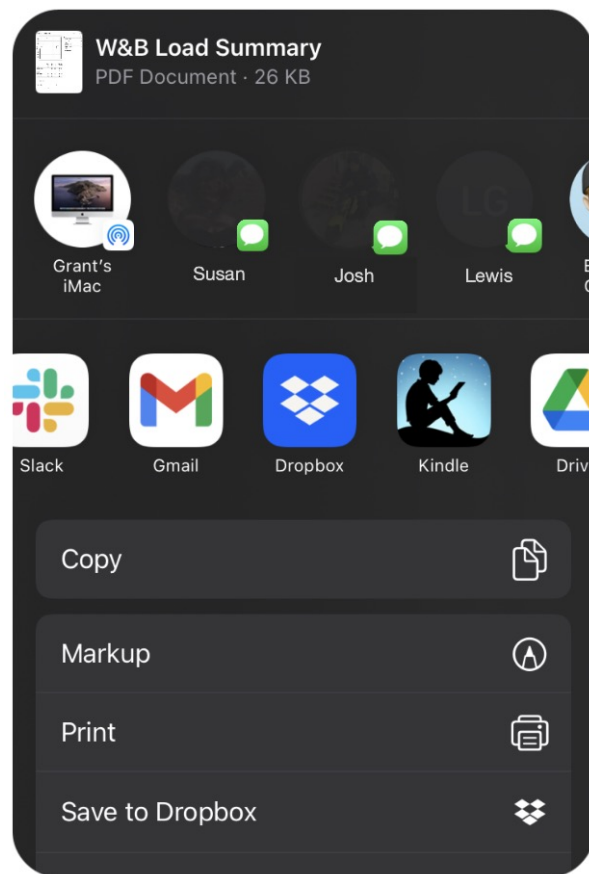 W&B Load Summary
PDF Document · 26 KB
Grant's
iMac
Susan
Josh
LG
Lewis
Slack
Gmail
Dropbox
Kindle
Driv
Copy
Markup
Print
Save to Dropbox